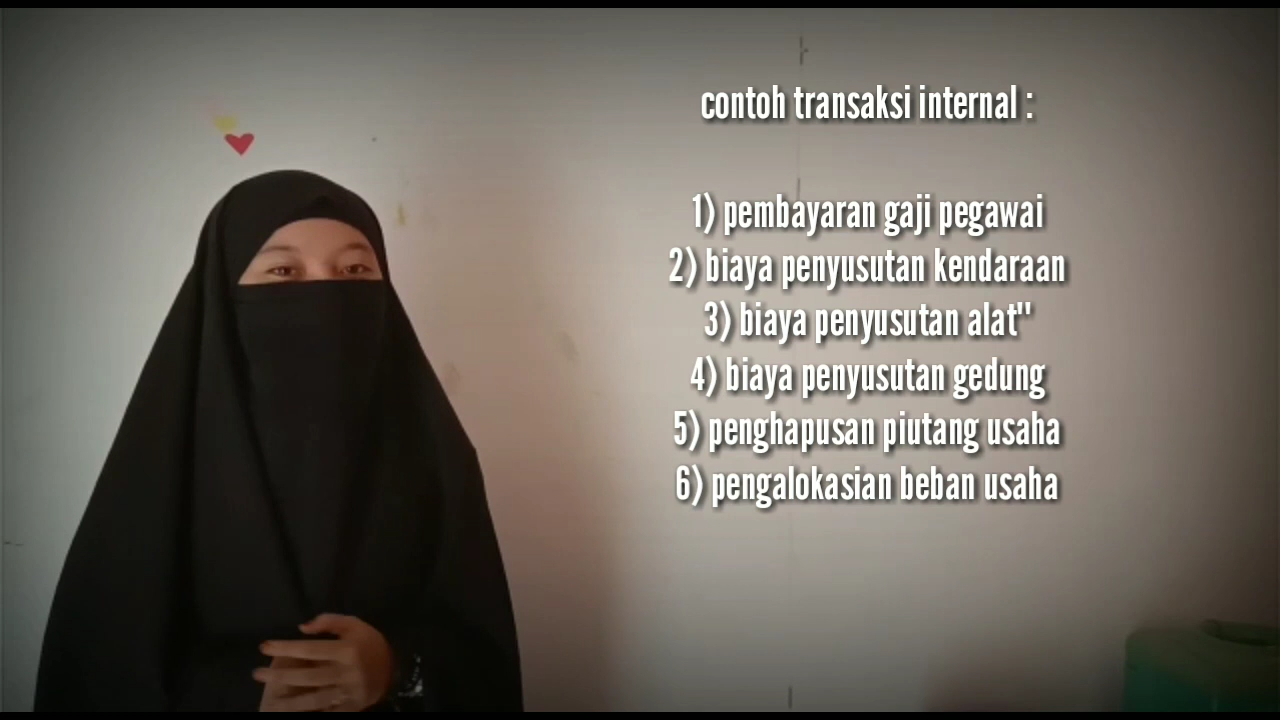 contoh transaksi internal :
1) pembayaran gaji pegawai
2) biaya penyusutan kendaraan
3) biaya penyusutan alat"
4) biaya penyusutan gedung
5) penghapusan piutang usaha
6) pengalokasian beban usaha